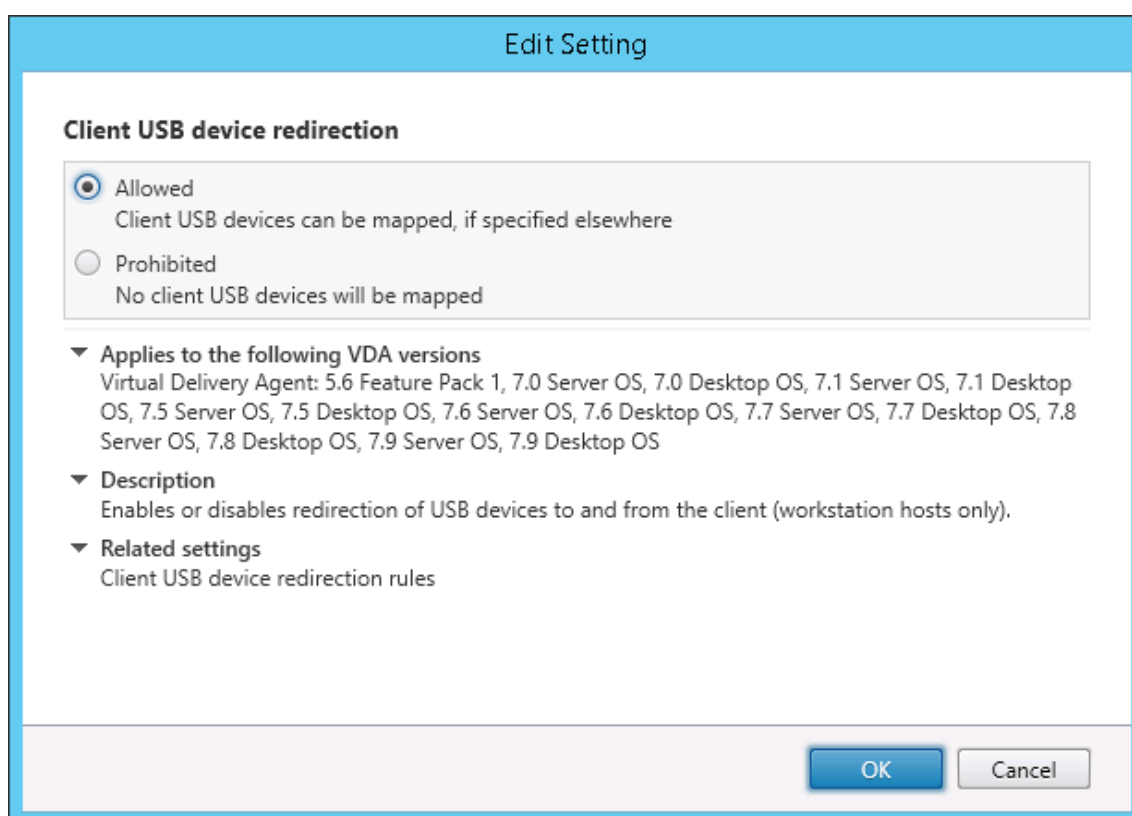 Edit Setting
Client USB device redirection
Allowed
Client USB devices can be mapped, if specified elsewhere
Prohibited
No client USB devices will be mapped
Applies to the following VDA versions
Virtual Delivery Agent: 5.6 Feature Pack 1, 7.0 Server OS, 7.0 Desktop OS, 7.1 Server OS, 7.1 Desktop
OS, 7.5 Server OS, 7.5 Desktop OS, 7.6 Server OS, 7.6 Desktop OS, 7.7 Server OS, 7.7 Desktop OS, 7.8
Server OS, 7.8 Desktop OS, 7.9 Server OS, 7.9 Desktop OS
Description
Enables or disables redirection of USB devices to and from the client (workstation hosts only).
Related settings
Client USB device redirection rules
OK
Cancel